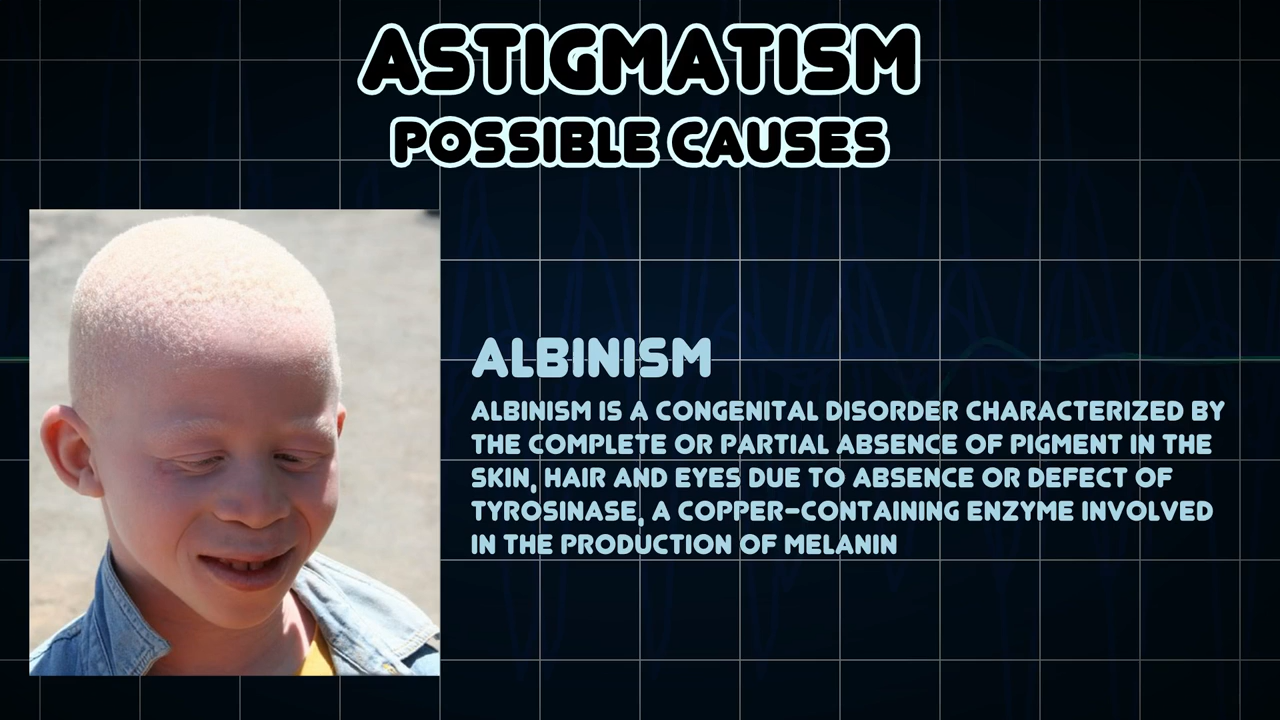 ASTIGMATISM
POSSIBLE CAUSES
ALBINISM
ALBINISM IS A CONGENITAL DISORDER CHARACTERIZED BY
THE COMPLETE OR PARTIAL ABSENCE OF PIGMENT IN THE
SKIN, HAIR AND EYES DUE TO ABSENCE OR DEFECT OF
TYROSINASE, A COPPER-CONTAINING ENZYME INVOLVED
IN THE PRODUCTION OF MELANIN